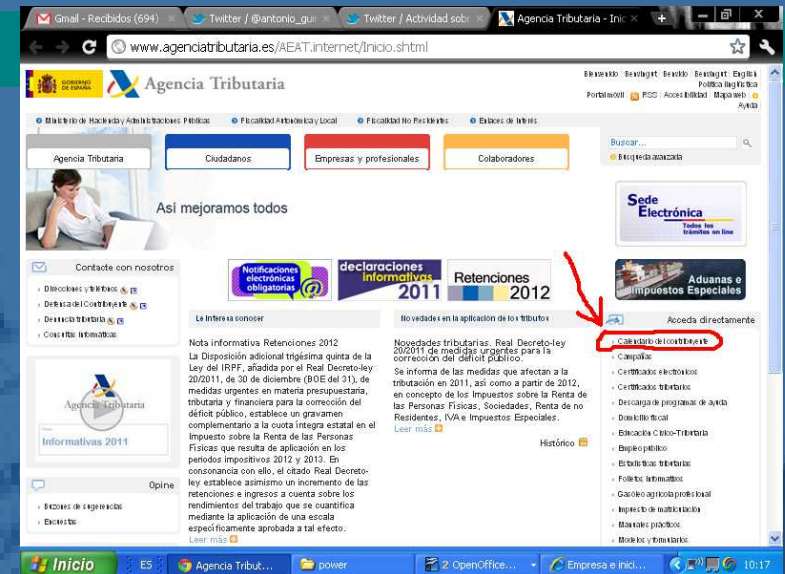 Gmail - Recibidos (694)
Twitter / @antonio_gui
Twitter / Actividad sobr
Agencia Tributaria - Inic
www.agenciatributaria.es/AEAT.internet/Inicio.shtml
GOBIERNO DE ESPAÑA
Agencia Tributaria
Bienvenido Benvingut Benvido Benvingut English
Política lingüística
Portal móvil RSS Accesibilidad Mapa web
Ayuda
Ministerio de Hacienda y Administraciones Públicas Fiscalidad Autonómica y Local Fiscalidad No Residentes Enlaces de Interés
Agencia Tributaria
Ciudadanos
Empresas y profesionales
Colaboradores
Buscar...
Búsqueda avanzada
Así mejoramos todos
Sede
Electrónica
Todos los
trámites on line
Contacte con nosotros
Direcciones y teléfonos
Defensa del Contribuyente
Denuncia tributaria
Consultas Informáticas
Notificaciones
electrónicas
obligatorias
declaraciones
informativas
2011
Retenciones
2012
Aduanas e
Impuestos Especiales
Le Interesa conocer
Nota informativa Retenciones 2012
La Disposición adicional trigésima quinta de la
Ley del IRPF, añadida por el Real Decreto-ley
20/2011, de 30 de diciembre (BOE del 31), de
medidas urgentes en materia presupuestaria,
tributaria y financiera para la corrección del
déficit público, establece un gravamen
complementario a la cuota íntegra estatal en el
Impuesto sobre la Renta de las Personas
Físicas que resulta de aplicación en los
periodos impositivos 2012 y 2013. En
consonancia con ello, el citado Real Decreto-
ley establece asimismo un incremento de las
retenciones e ingresos a cuenta sobre los
rendimientos del trabajo que se cuantifica
mediante la aplicación de una escala
específicamente aprobada a tal efecto.
Leer más
Novedades en la aplicación de los tributos
Novedades tributarias. Real Decreto-ley
20/2011 de medidas urgentes para la
corrección del déficit público.
Se informa de las medidas que afectan a la
tributación en 2011, así como a partir de 2012,
en concepto de los Impuestos sobre la Renta de
las Personas Físicas, Sociedades, Renta de no
Residentes, IVA e Impuestos Especiales.
Leer más
Histórico
Acceda directamente
Calendario del contribuyente
Campañas
Certificados electrónicos
Certificados tributarios
Descarga de programas de ayuda
Domicilio fiscal
Educación Cívico-Tributaria
Empleo público
Estadísticas tributarias
Folletos Informativos
Gasóleo agrícola profesional
Impuesto de matriculación
Manuales prácticos
Modelos y formularios
Agencia Tributaria
Informativas 2011
Opine
Buzones de sugerencias
Encuestas
Inicio
ES
Agencia Tribut...
power
2 OpenOffice...
Empresa e inici...
10:17